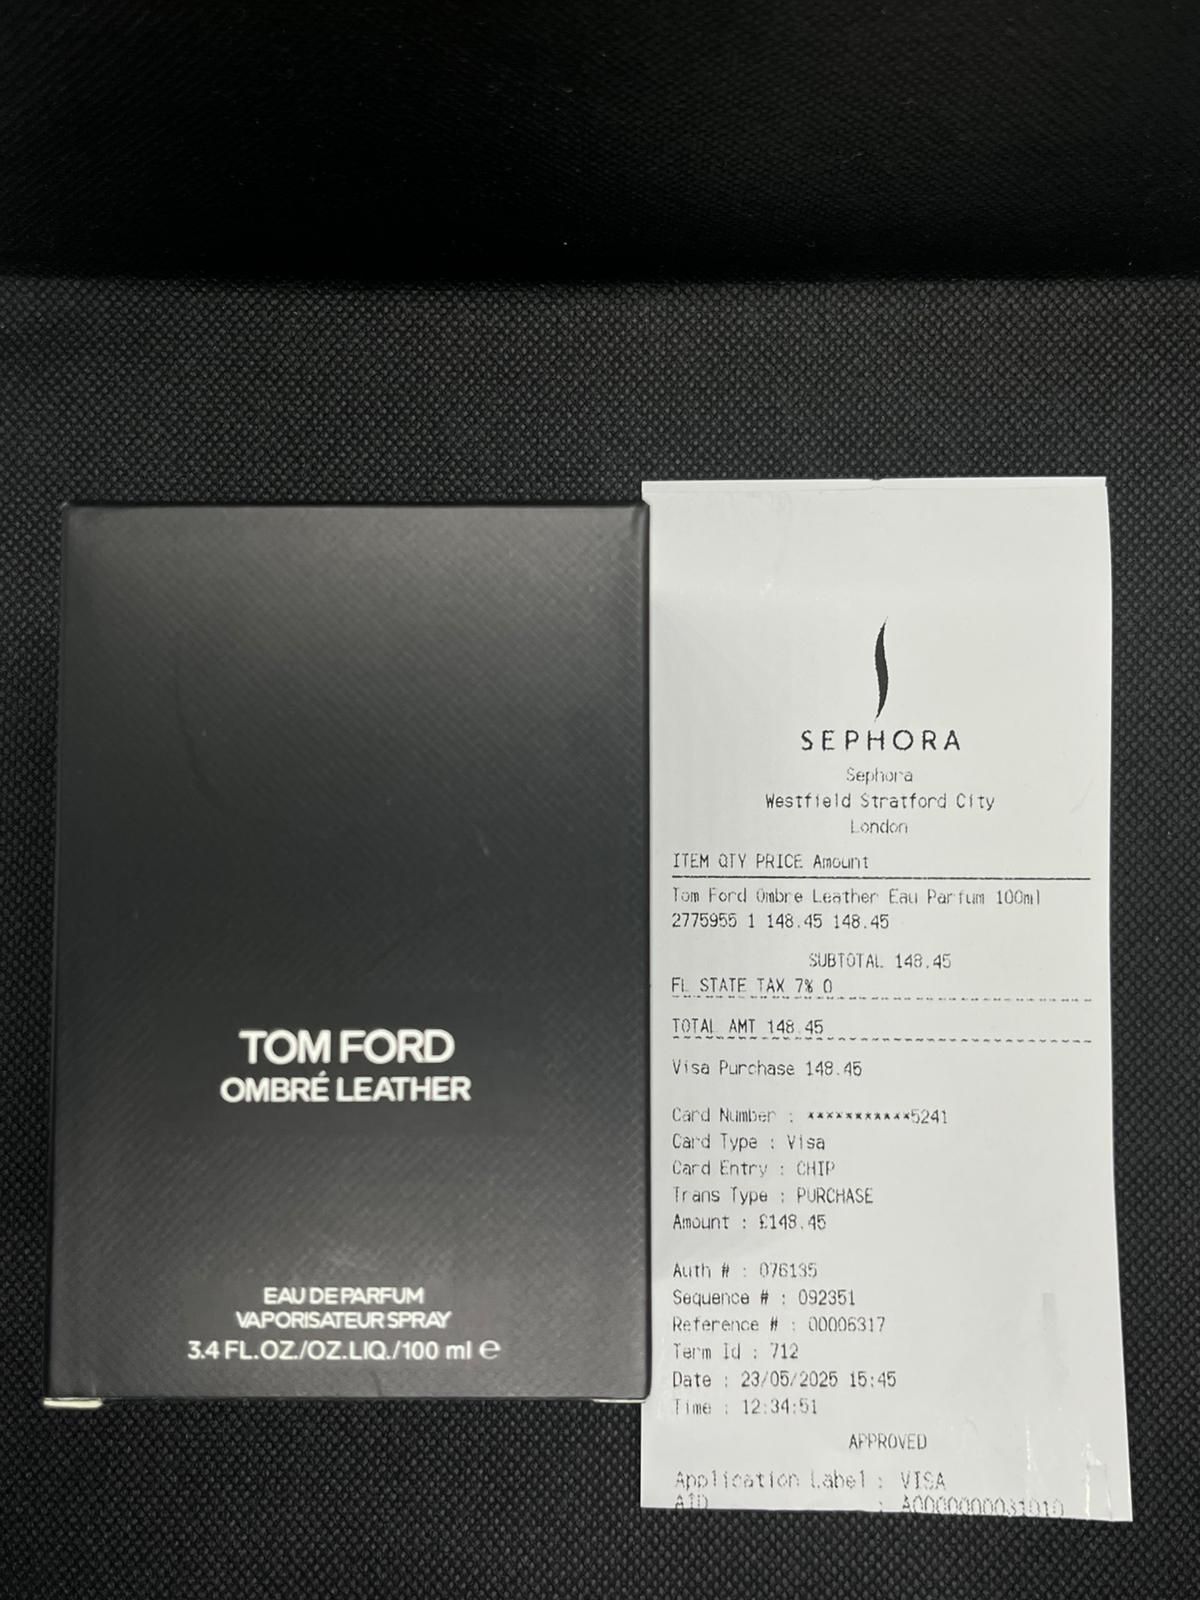 TOM FORD
OMBRÉ LEATHER
EAU DE PARFUM
VAPORISATEUR SPRAY
3.4 FL.OZ./OZ.LIQ./100 ml ℮
SEPHORA
Sephora
Westfield Stratford City
London
ITEM QTY PRICE Amount
Tom Ford Ombre Leather Eau Parfum 100ml
2775955 1 148.45 148.45
SUBTOTAL 148.45
FL STATE TAX 7% 0
TOTAL AMT 148.45
Visa Purchase 148.45
Card Number : ***********5241
Card Type : Visa
Card Entry : CHIP
Trans Type : PURCHASE
Amount : £148.45
Auth # : 076135
Sequence # : 092351
Reference # : 00006317
Term Id : 712
Date : 23/05/2025 15:45
Time : 12:34:51
APPROVED
Application Label : VISA
AID : A0000000031010